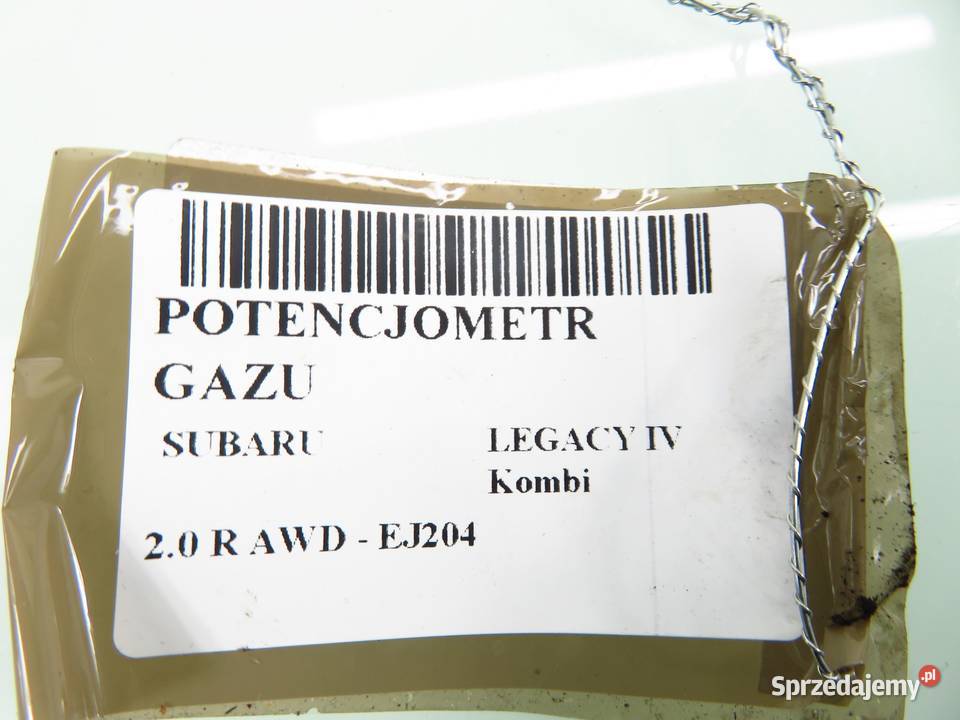 POTENCJOMETR
GAZU
SUBARU LEGACY IV
Kombi
2.0 R AWD - EJ204
Sprzedajemy.pl